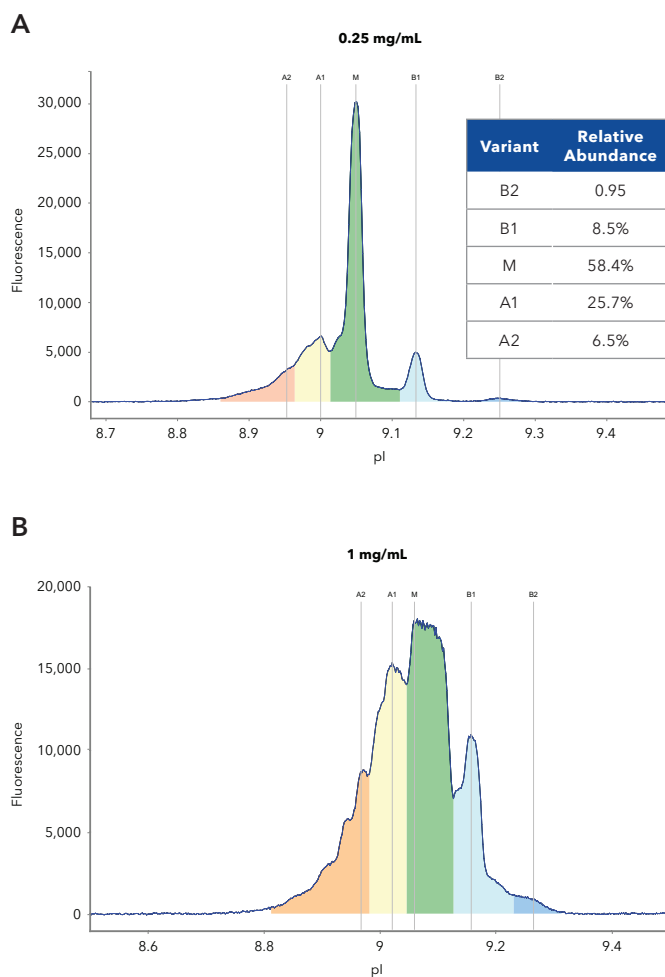 A
0.25 mg/mL
A2 A1 M B1 B2
30,000
25,000
20,000
15,000
10,000
5,000
0
Fluorescence
8.7 8.8 8.9 9 9.1 9.2 9.3 9.4
pI
Variant Relative Abundance
B2 0.95
B1 8.5%
M 58.4%
A1 25.7%
A2 6.5%
B
1 mg/mL
A2 A1 M B1 B2
20,000
15,000
10,000
5,000
0
Fluorescence
8.6 8.8 9 9.2 9.4
pI